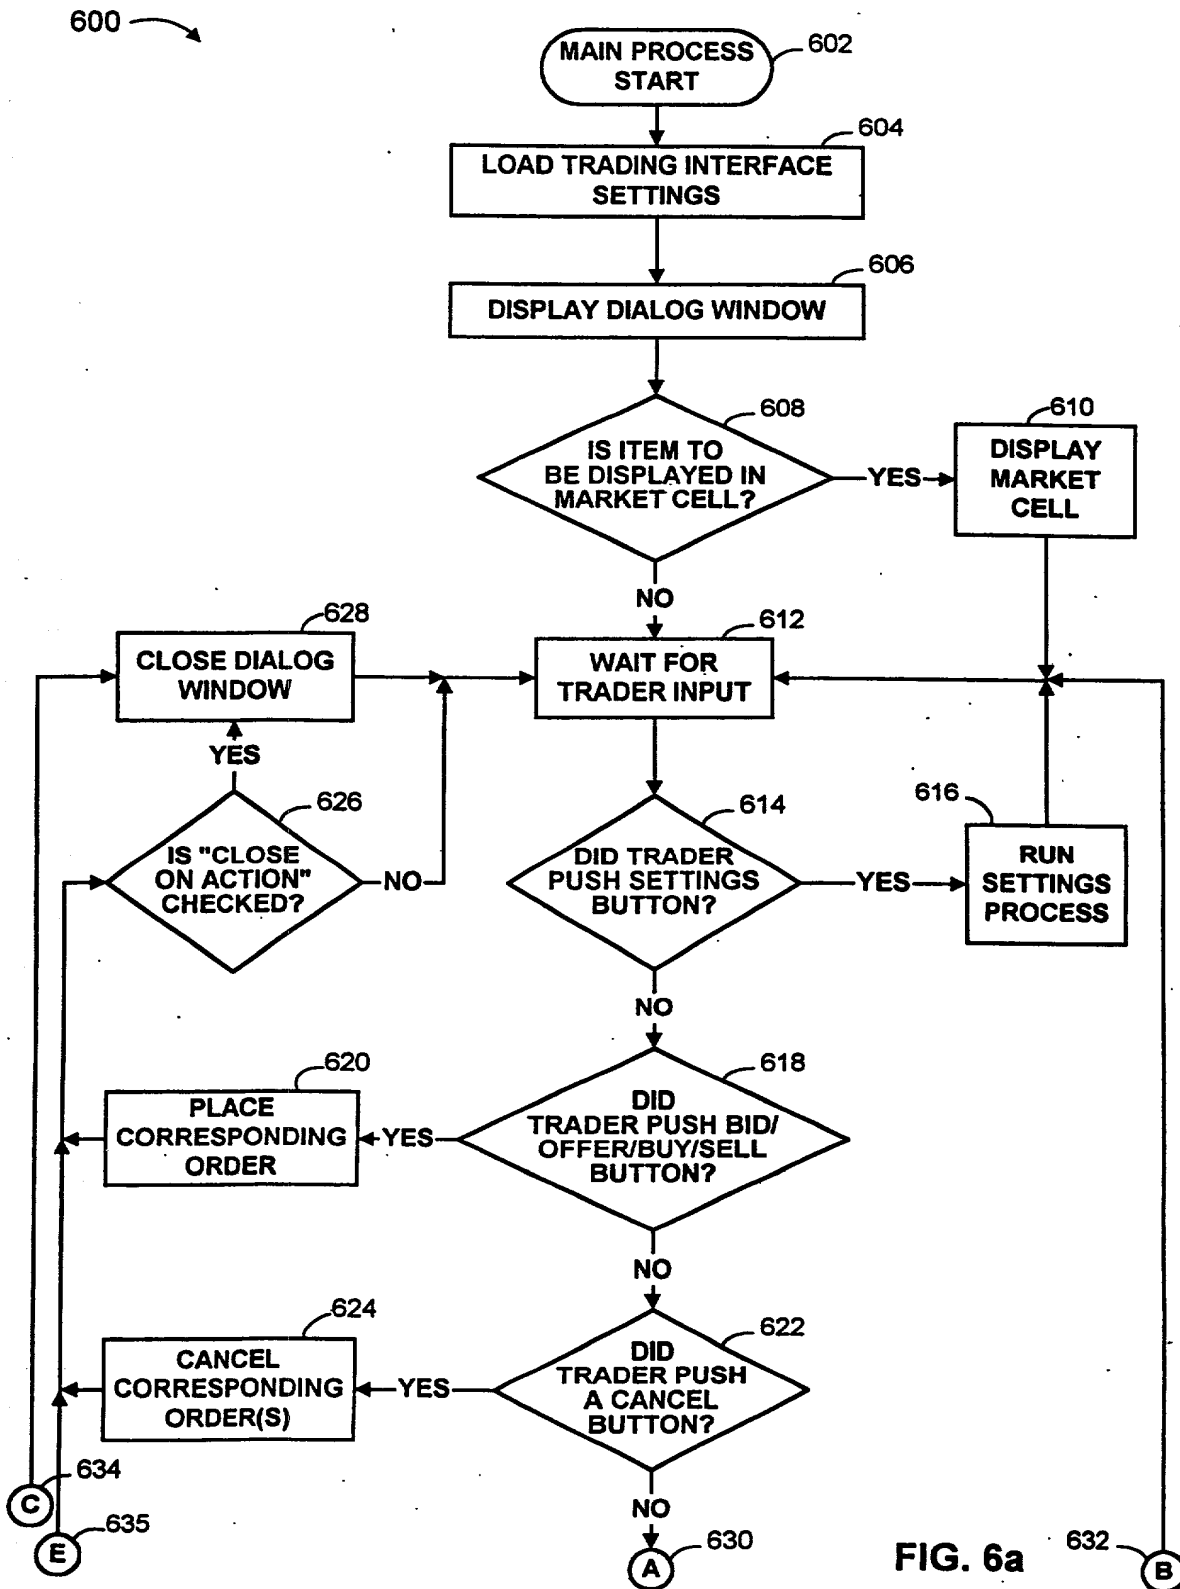 600
MAIN PROCESS
START
602
604
LOAD TRADING INTERFACE
SETTINGS
606
DISPLAY DIALOG WINDOW
608
IS ITEM TO
BE DISPLAYED IN
MARKET CELL?
YES
610
DISPLAY
MARKET
CELL
NO
628
CLOSE DIALOG
WINDOW
612
WAIT FOR
TRADER INPUT
YES
626
IS "CLOSE
ON ACTION"
CHECKED?
NO
614
DID TRADER
PUSH SETTINGS
BUTTON?
YES
616
RUN
SETTINGS
PROCESS
NO
620
PLACE
CORRESPONDING
ORDER
YES
618
DID
TRADER PUSH BID/
OFFER/BUY/SELL
BUTTON?
NO
624
CANCEL
CORRESPONDING
ORDER(S)
YES
622
DID
TRADER PUSH
A CANCEL
BUTTON?
634
C
NO
635
E
630
A
FIG. 6a
632
B